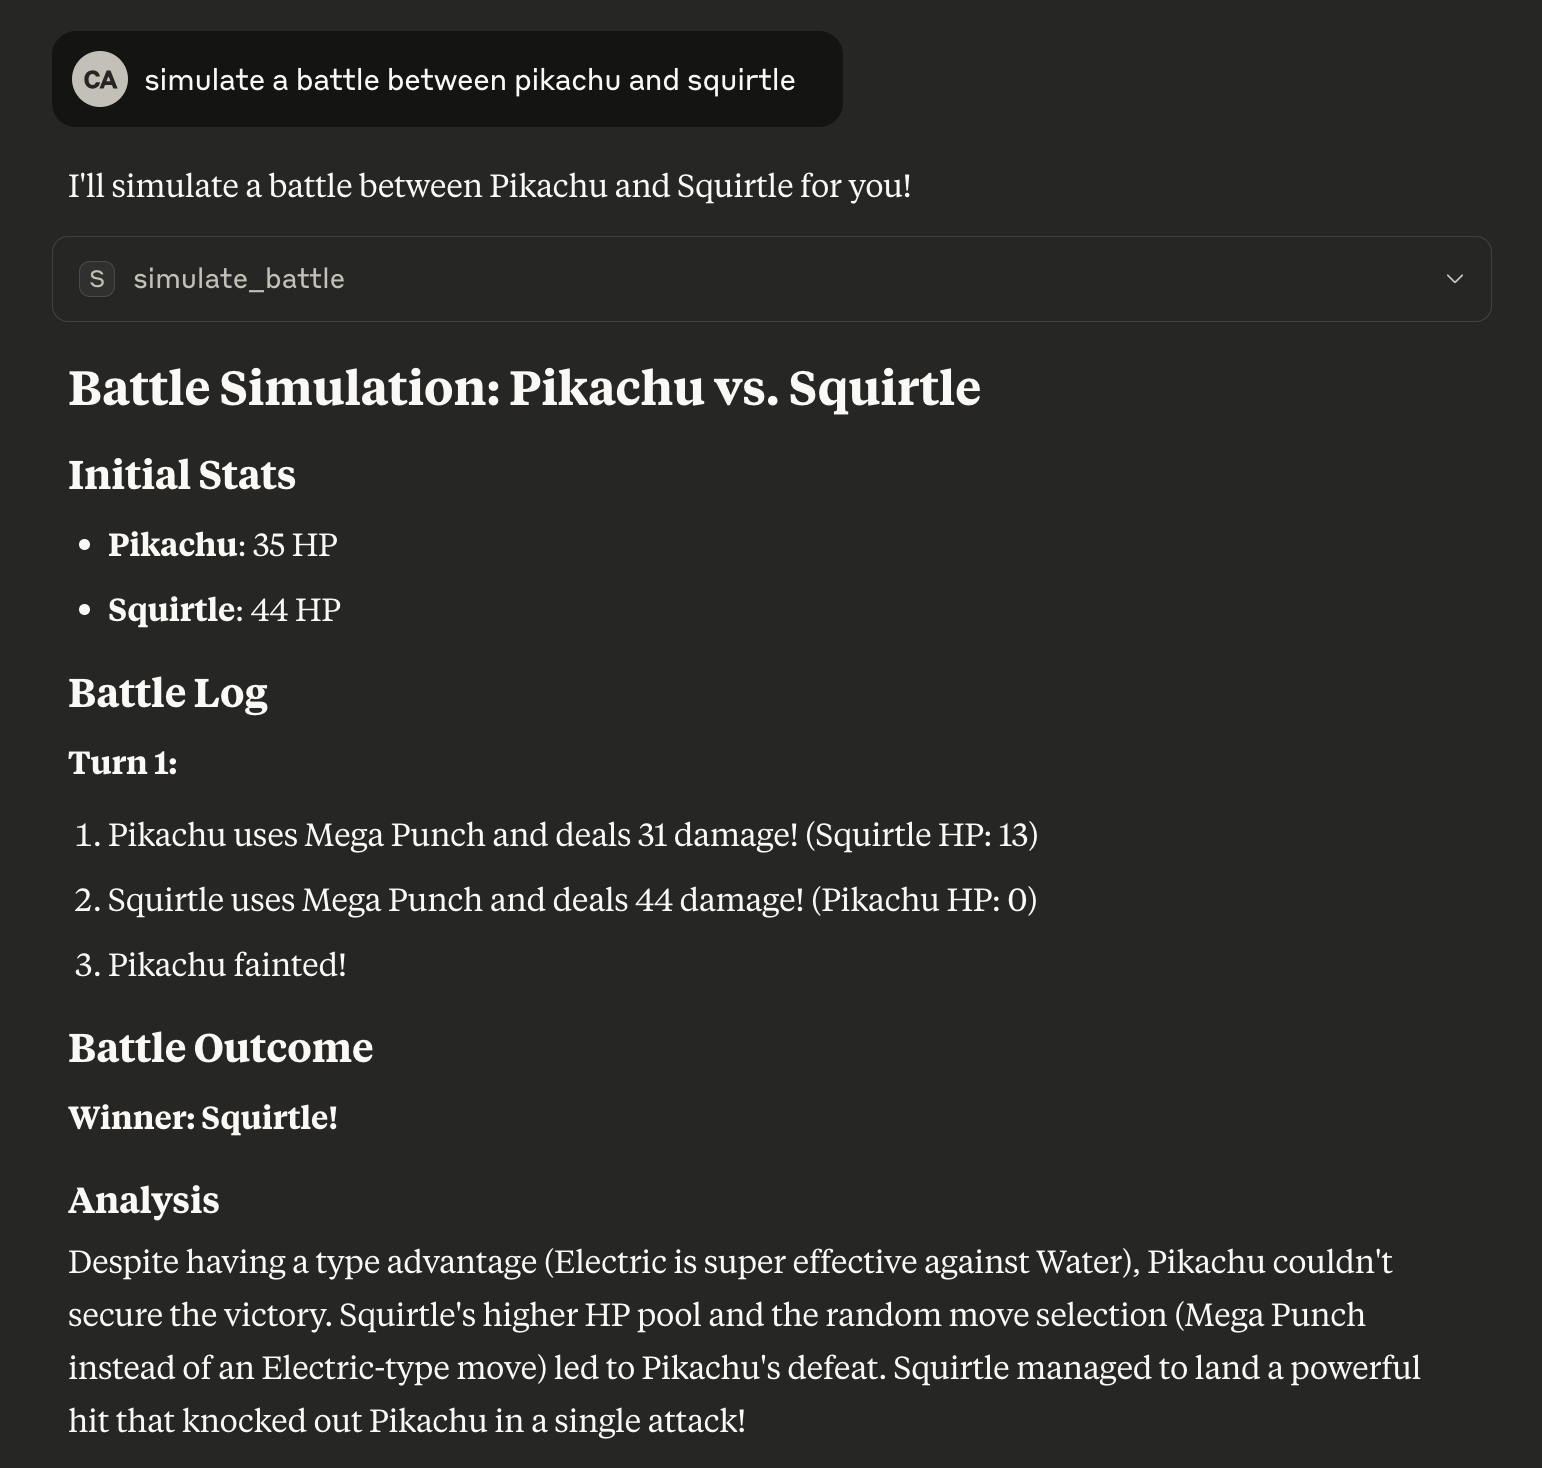 CA simulate a battle between pikachu and squirtle
I'll simulate a battle between Pikachu and Squirtle for you!
S simulate_battle
Battle Simulation: Pikachu vs. Squirtle
Initial Stats
• Pikachu: 35 HP
• Squirtle: 44 HP
Battle Log
Turn 1:
1. Pikachu uses Mega Punch and deals 31 damage! (Squirtle HP: 13)
2. Squirtle uses Mega Punch and deals 44 damage! (Pikachu HP: 0)
3. Pikachu fainted!
Battle Outcome
Winner: Squirtle!
Analysis
Despite having a type advantage (Electric is super effective against Water), Pikachu couldn't
secure the victory. Squirtle's higher HP pool and the random move selection (Mega Punch
instead of an Electric-type move) led to Pikachu's defeat. Squirtle managed to land a powerful
hit that knocked out Pikachu in a single attack!